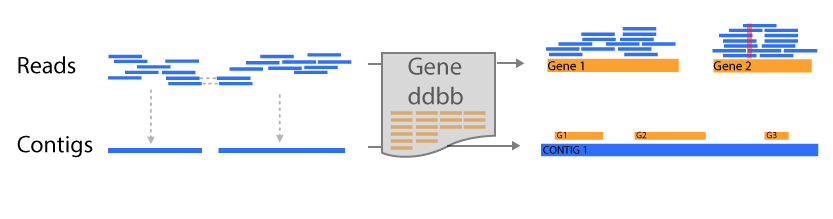 Reads
Contigs
Gene
ddbb
Gene 1
Gene 2
G1
G2
G3
CONTIG 1